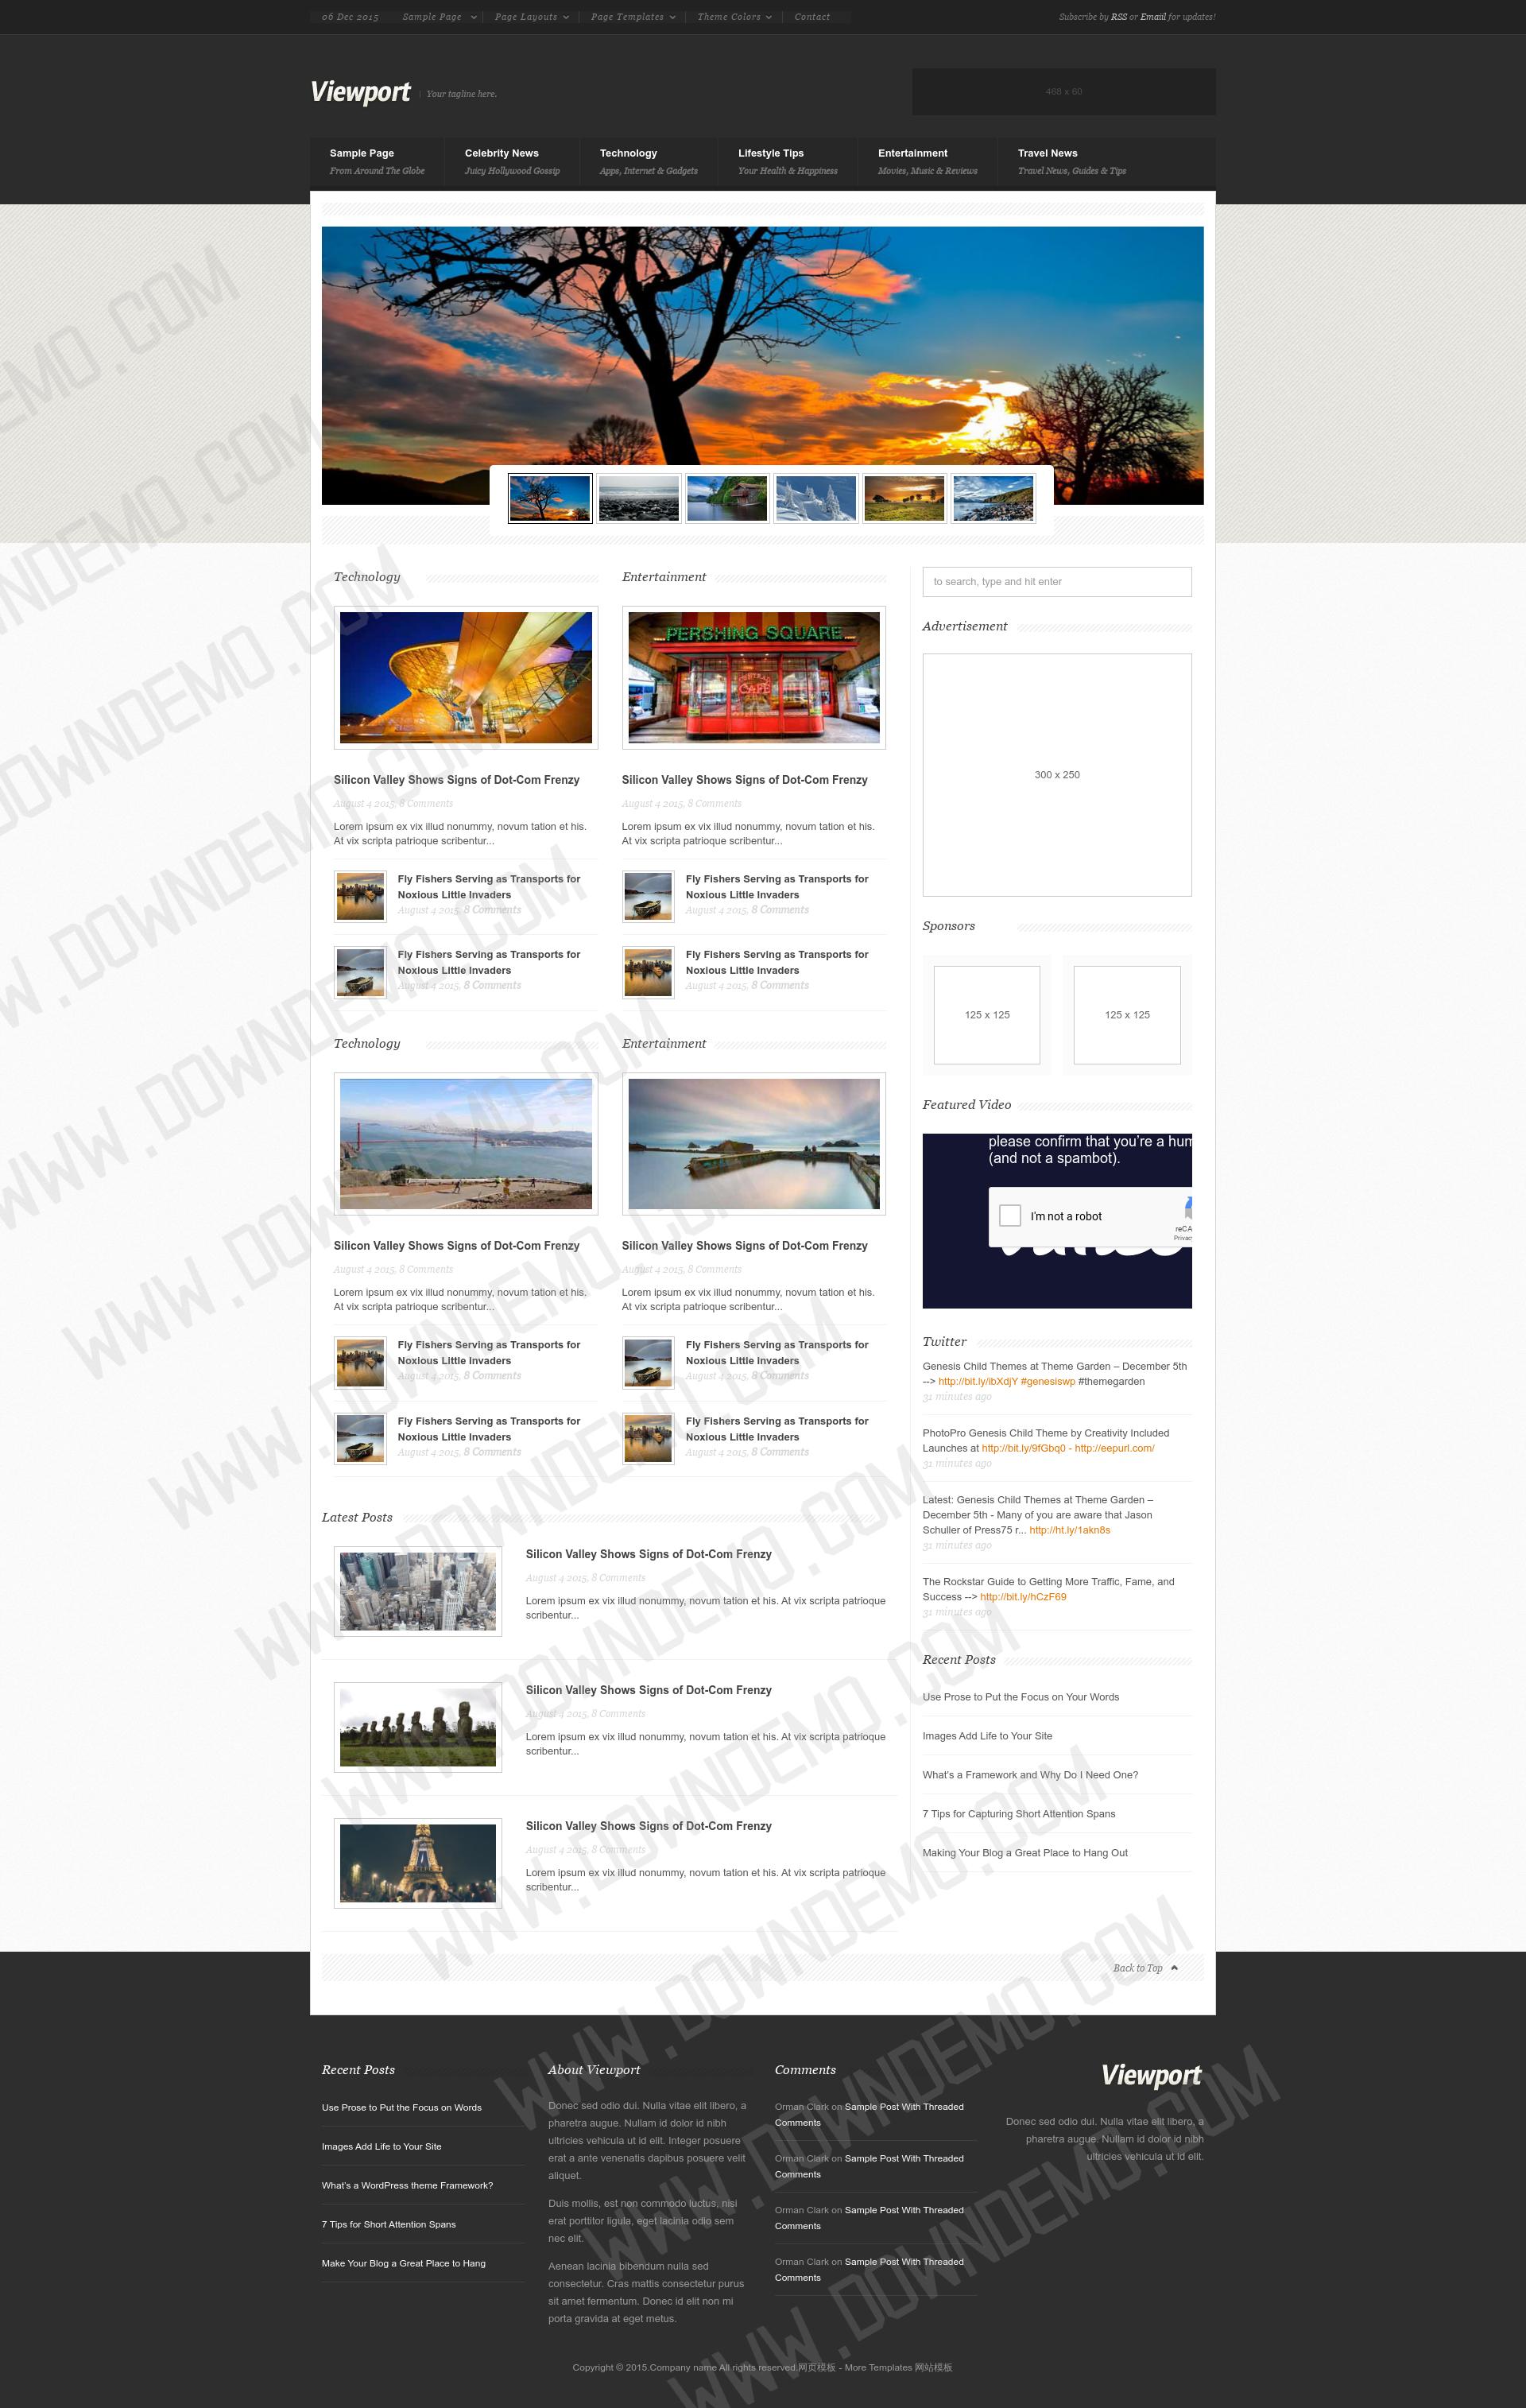 06 Dec 2015 Sample Page Page Layouts Page Templates Theme Colors Contact
Subscribe by RSS or Emaiil for updates!
Viewport
Your tagline here.
468 x 60
Sample Page
From Around The Globe
Celebrity News
Juicy Hollywood Gossip
Technology
Apps, Internet & Gadgets
Lifestyle Tips
Your Health & Happiness
Entertainment
Movies, Music & Reviews
Travel News
Travel News, Guides & Tips
Technology
PERSHING SQUARE
CAFE
Silicon Valley Shows Signs of Dot-Com Frenzy
August 4 2015, 8 Comments
Lorem ipsum ex vix illud nonummy, novum tation et his.
At vix scripta patrioque scribentur...
Fly Fishers Serving as Transports for
Noxious Little Invaders
August 4 2015, 8 Comments
Fly Fishers Serving as Transports for
Noxious Little Invaders
August 4 2015, 8 Comments
Entertainment
Silicon Valley Shows Signs of Dot-Com Frenzy
August 4 2015, 8 Comments
Lorem ipsum ex vix illud nonummy, novum tation et his.
At vix scripta patrioque scribentur...
Fly Fishers Serving as Transports for
Noxious Little Invaders
August 4 2015, 8 Comments
Fly Fishers Serving as Transports for
Noxious Little Invaders
August 4 2015, 8 Comments
Technology
Silicon Valley Shows Signs of Dot-Com Frenzy
August 4 2015, 8 Comments
Lorem ipsum ex vix illud nonummy, novum tation et his.
At vix scripta patrioque scribentur...
Fly Fishers Serving as Transports for
Noxious Little Invaders
August 4 2015, 8 Comments
Fly Fishers Serving as Transports for
Noxious Little Invaders
August 4 2015, 8 Comments
Entertainment
Silicon Valley Shows Signs of Dot-Com Frenzy
August 4 2015, 8 Comments
Lorem ipsum ex vix illud nonummy, novum tation et his.
At vix scripta patrioque scribentur...
Fly Fishers Serving as Transports for
Noxious Little Invaders
August 4 2015, 8 Comments
Fly Fishers Serving as Transports for
Noxious Little Invaders
August 4 2015, 8 Comments
Latest Posts
Silicon Valley Shows Signs of Dot-Com Frenzy
August 4 2015, 8 Comments
Lorem ipsum ex vix illud nonummy, novum tation et his. At vix scripta patrioque
scribentur...
Silicon Valley Shows Signs of Dot-Com Frenzy
August 4 2015, 8 Comments
Lorem ipsum ex vix illud nonummy, novum tation et his. At vix scripta patrioque
scribentur...
Silicon Valley Shows Signs of Dot-Com Frenzy
August 4 2015, 8 Comments
Lorem ipsum ex vix illud nonummy, novum tation et his. At vix scripta patrioque
scribentur...
to search, type and hit enter
Advertisement
300 x 250
Sponsors
125 x 125
125 x 125
Featured Video
please confirm that you're a hum
(and not a spambot).
I'm not a robot
reCA
Privac
Twitter
Genesis Child Themes at Theme Garden – December 5th
--> http://bit.ly/ibXdjY #genesiswp #themegarden
31 minutes ago
PhotoPro Genesis Child Theme by Creativity Included
Launches at http://bit.ly/9fGbq0 - http://eepurl.com/
31 minutes ago
Latest: Genesis Child Themes at Theme Garden –
December 5th - Many of you are aware that Jason
Schuller of Press75 r... http://ht.ly/1akn8s
31 minutes ago
The Rockstar Guide to Getting More Traffic, Fame, and
Success --> http://bit.ly/hCzF69
31 minutes ago
Recent Posts
Use Prose to Put the Focus on Your Words
Images Add Life to Your Site
What's a Framework and Why Do I Need One?
7 Tips for Capturing Short Attention Spans
Making Your Blog a Great Place to Hang Out
Back to Top
Recent Posts
Use Prose to Put the Focus on Words
Images Add Life to Your Site
What's a WordPress theme Framework?
7 Tips for Short Attention Spans
Make Your Blog a Great Place to Hang
About Viewport
Donec sed odio dui. Nulla vitae elit libero, a
pharetra augue. Nullam id dolor id nibh
ultricies vehicula ut id elit. Integer posuere
erat a ante venenatis dapibus posuere velit
aliquet.
Duis mollis, est non commodo luctus, nisi
erat porttitor ligula, eget lacinia odio sem
nec elit.
Aenean lacinia bibendum nulla sed
consectetur. Cras mattis consectetur purus
sit amet fermentum. Donec id elit non mi
porta gravida at eget metus.
Comments
Orman Clark on Sample Post With Threaded
Comments
Orman Clark on Sample Post With Threaded
Comments
Orman Clark on Sample Post With Threaded
Comments
Orman Clark on Sample Post With Threaded
Comments
Viewport
Donec sed odio dui. Nulla vitae elit libero, a
pharetra augue. Nullam id dolor id nibh
ultricies vehicula ut id elit.
Copyright © 2015.Company name All rights reserved.网页模板 - More Templates 网站模板
WWW.DOWNDEMO.COM